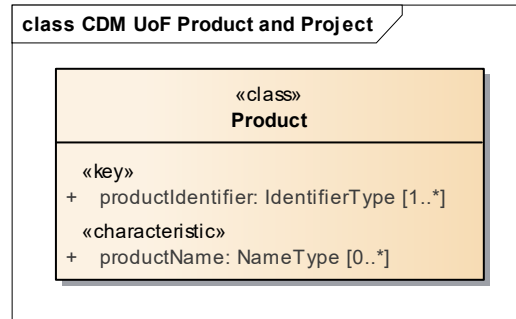 class CDM UoF Product and Project
«class»
Product
«key»
+ productIdentifier: IdentifierType [1..*]
«characteristic»
+ productName: NameType [0..*]